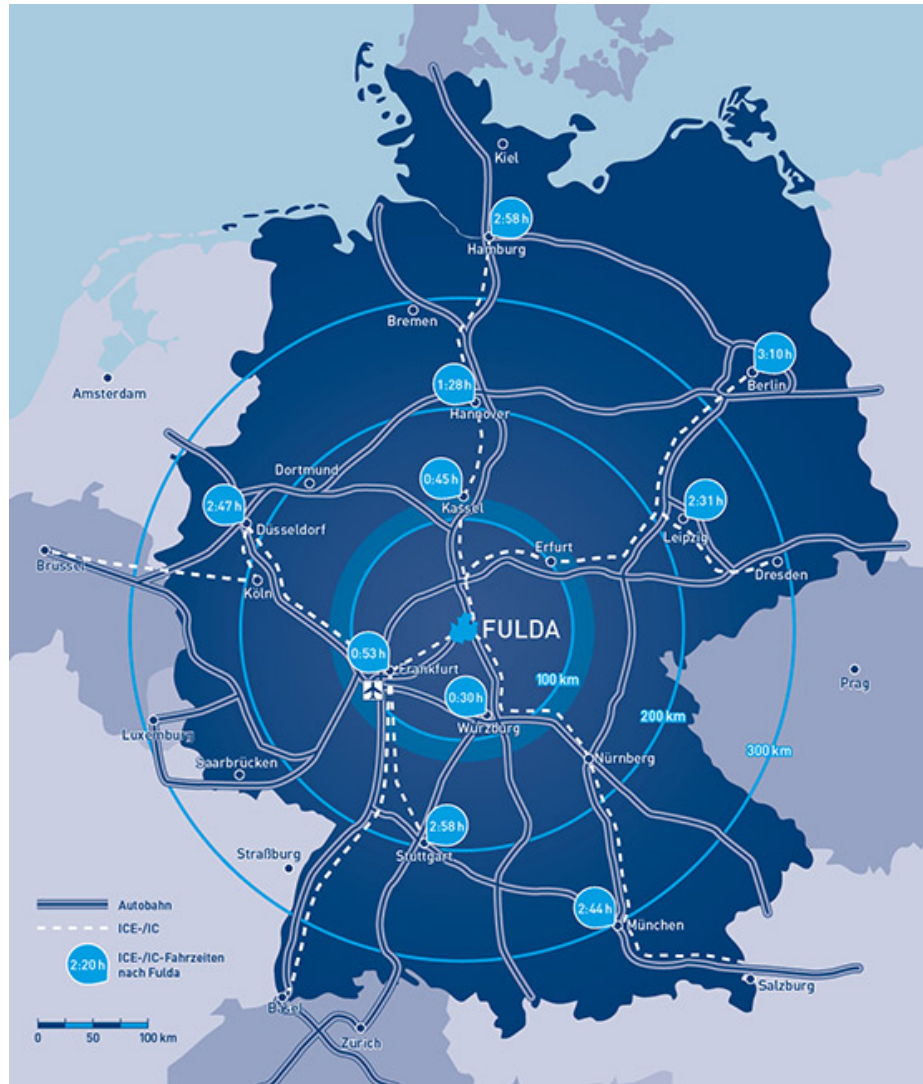 Kiel
2:58 h
Hamburg
Bremen
3:10 h
Berlin
Amsterdam
1:28 h
Hannover
Dortmund
0:45 h
Kassel
2:47 h
Düsseldorf
2:31 h
Leipzig
Erfurt
Dresden
Brüssel
Köln
FULDA
0:53 h
Frankfurt
100 km
Prag
0:30 h
Würzburg
200 km
Luxemburg
300 km
Nürnberg
Saarbrücken
2:58 h
Stuttgart
Straßburg
2:44 h
München
Autobahn
ICE-/IC
2:20 h
ICE-/IC-Fahrzeiten
nach Fulda
Salzburg
Basel
Zürich
0 50 100 km